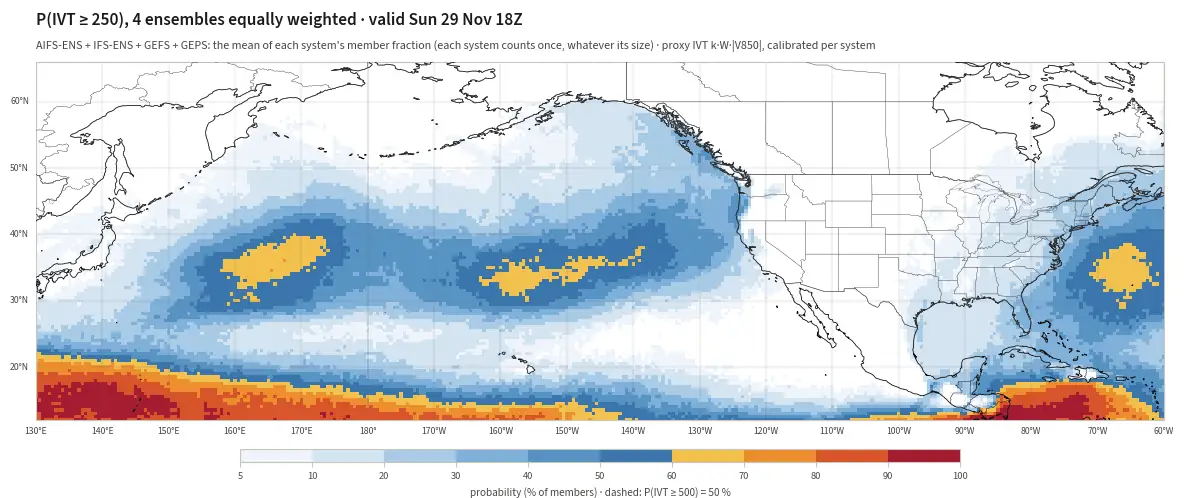 P(IVT ≥ 250), 4 ensembles equally weighted · valid Sun 29 Nov 18Z
AIFS-ENS + IFS-ENS + GEFS + GEPS: the mean of each system's member fraction (each system counts once, whatever its size) · proxy IVT k·W·|V850|, calibrated per system
60°N
50°N
40°N
30°N
20°N
130°E 140°E 150°E 160°E 170°E 180° 170°W 160°W 150°W 140°W 130°W 120°W 110°W 100°W 90°W 80°W 70°W 60°W
5 10 20 30 40 50 60 70 80 90 100
probability (% of members) · dashed: P(IVT ≥ 500) = 50 %